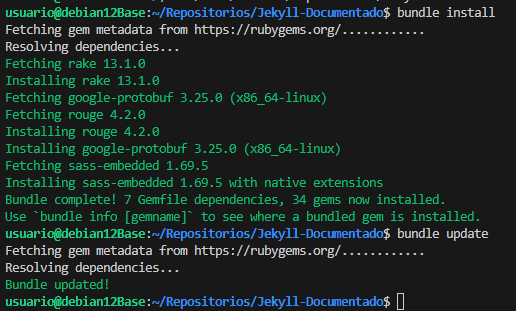 usuario@debian12Base:~/Repositorios/Jekyll-Documentado$ bundle install
Fetching gem metadata from https://rubygems.org/............
Resolving dependencies...
Fetching rake 13.1.0
Installing rake 13.1.0
Fetching google-protobuf 3.25.0 (x86_64-linux)
Fetching rouge 4.2.0
Installing rouge 4.2.0
Installing google-protobuf 3.25.0 (x86_64-linux)
Fetching sass-embedded 1.69.5
Installing sass-embedded 1.69.5 with native extensions
Bundle complete! 7 Gemfile dependencies, 34 gems now installed.
Use `bundle info [gemname]` to see where a bundled gem is installed.
usuario@debian12Base:~/Repositorios/Jekyll-Documentado$ bundle update
Fetching gem metadata from https://rubygems.org/............
Resolving dependencies...
Bundle updated!
usuario@debian12Base:~/Repositorios/Jekyll-Documentado$